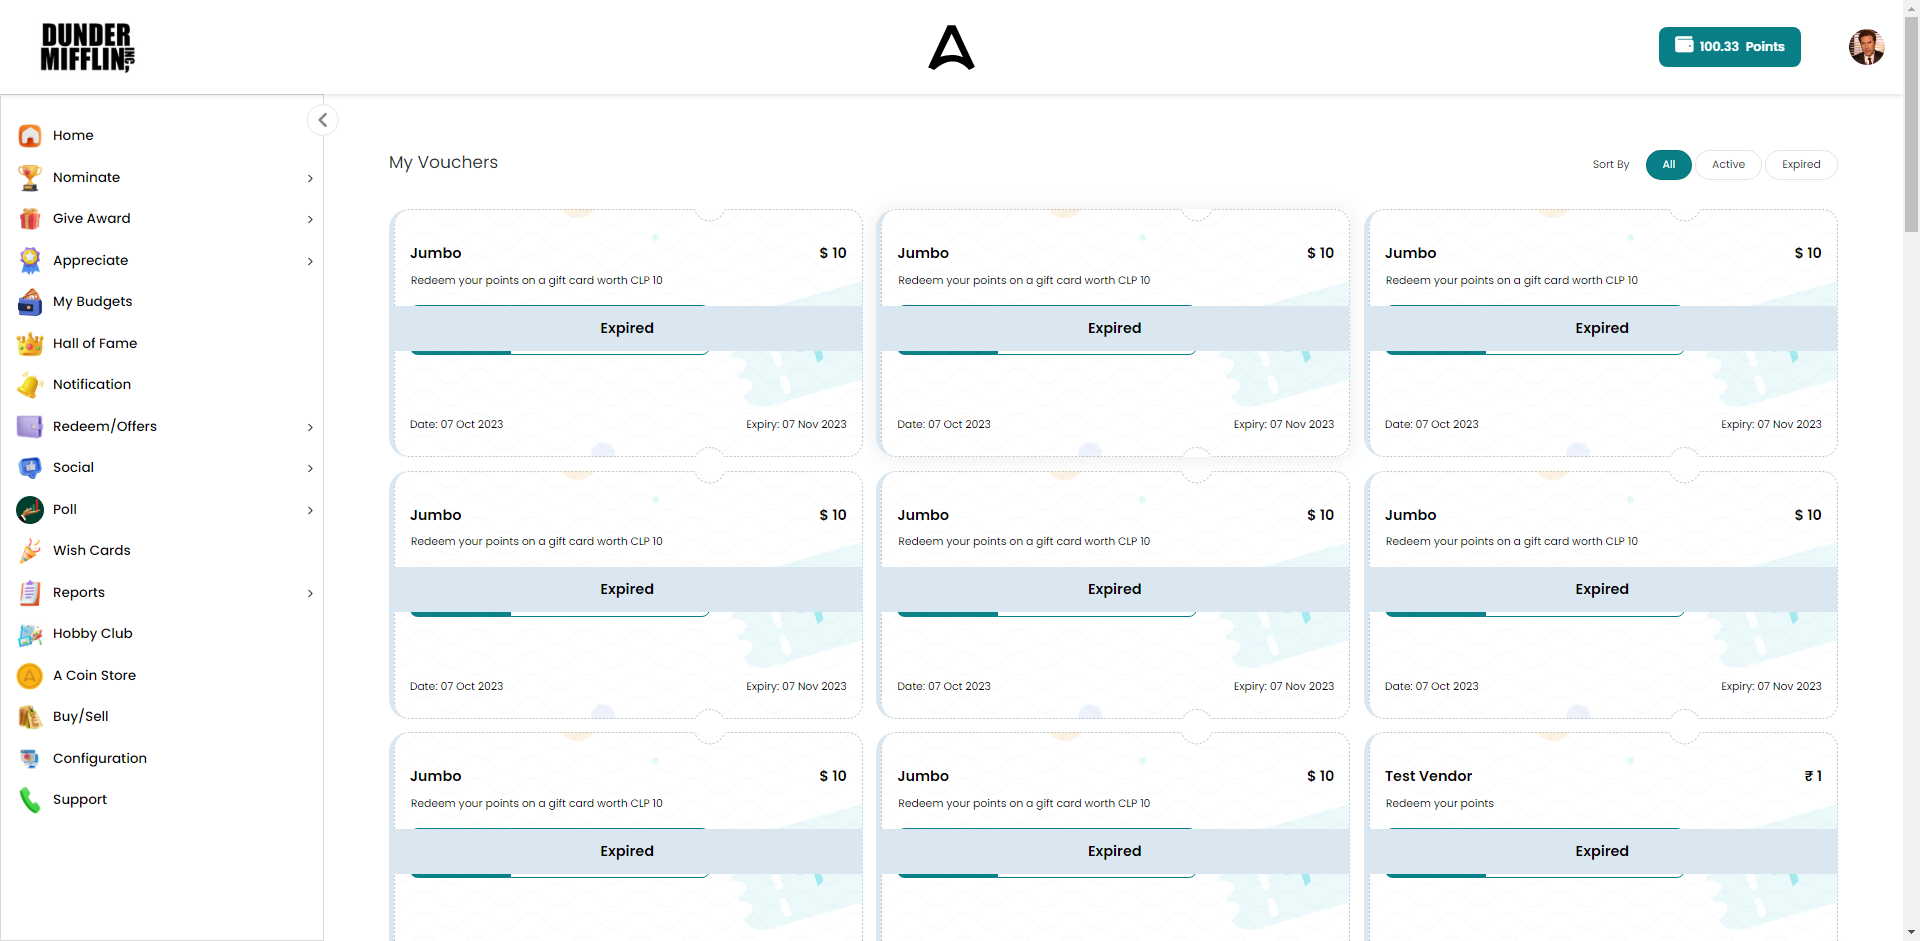 DUNDER
MIFFLIN, INC
100.33 Points
Home
Nominate
Give Award
Appreciate
My Budgets
Hall of Fame
Notification
Redeem/Offers
Social
Poll
Wish Cards
Reports
Hobby Club
A Coin Store
Buy/Sell
Configuration
Support
My Vouchers
Sort By All Active Expired
Jumbo $ 10
Redeem your points on a gift card worth CLP 10
Expired
Date: 07 Oct 2023 Expiry: 07 Nov 2023
Jumbo $ 10
Redeem your points on a gift card worth CLP 10
Expired
Date: 07 Oct 2023 Expiry: 07 Nov 2023
Jumbo $ 10
Redeem your points on a gift card worth CLP 10
Expired
Date: 07 Oct 2023 Expiry: 07 Nov 2023
Jumbo $ 10
Redeem your points on a gift card worth CLP 10
Expired
Date: 07 Oct 2023 Expiry: 07 Nov 2023
Jumbo $ 10
Redeem your points on a gift card worth CLP 10
Expired
Date: 07 Oct 2023 Expiry: 07 Nov 2023
Jumbo $ 10
Redeem your points on a gift card worth CLP 10
Expired
Date: 07 Oct 2023 Expiry: 07 Nov 2023
Jumbo $ 10
Redeem your points on a gift card worth CLP 10
Expired
Jumbo $ 10
Redeem your points on a gift card worth CLP 10
Expired
Test Vendor ₹ 1
Redeem your points
Expired